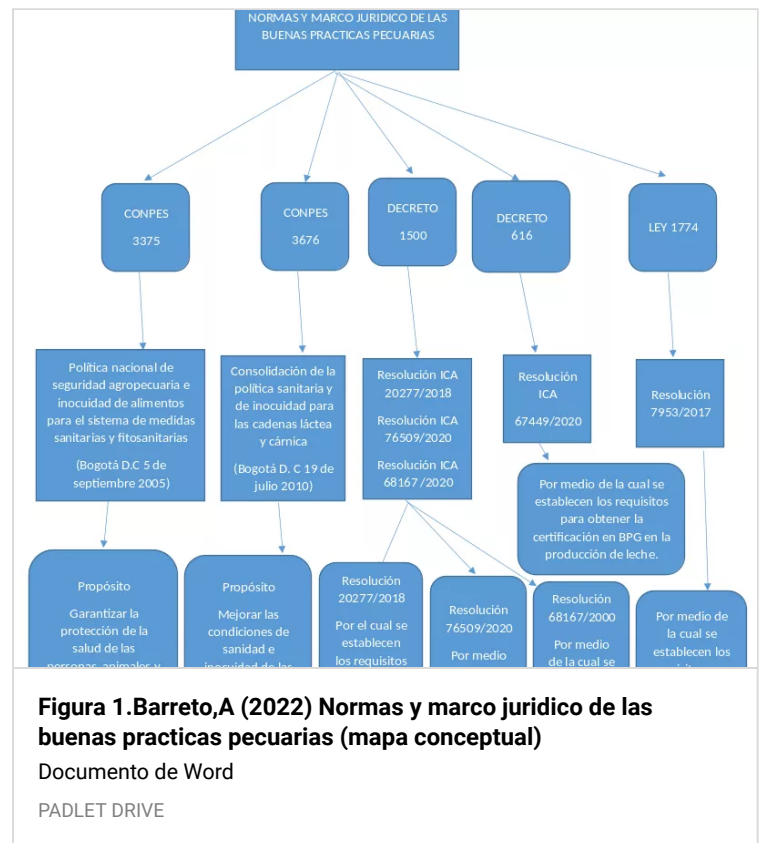 NORMAS Y MARCO JURIDICO DE LAS
BUENAS PRACTICAS PECUARIAS
CONPES
3375
CONPES
3676
DECRETO
1500
DECRETO
616
LEY 1774
Política nacional de
seguridad agropecuaria e
inocuidad de alimentos
para el sistema de medidas
sanitarias y fitosanitarias
(Bogotá D.C 5 de
septiembre 2005)
Consolidación de la
política sanitaria y
de inocuidad para
las cadenas láctea
y cárnica
(Bogotá D. C 19 de
julio 2010)
Resolución ICA
20277/2018
Resolución ICA
76509/2020
Resolución ICA
68167/2020
Resolución
ICA
67449/2020
Resolución
7953/2017
Por medio de la cual se
establecen los requisitos
para obtener la
certificación en BPG en la
producción de leche.
Propósito
Garantizar la
protección de la
salud de las
personas, animales y
Propósito
Mejorar las
condiciones de
sanidad e
inocuidad de las
Resolución
20277/2018
Por el cual se
establecen
los requisitos
Resolución
76509/2020
Por medio
Resolución
68167/2000
Por medio
de la cual se
Por medio de
la cual se
establecen los
Figura 1.Barreto,A (2022) Normas y marco juridico de las
buenas practicas pecuarias (mapa conceptual)
Documento de Word
PADLET DRIVE